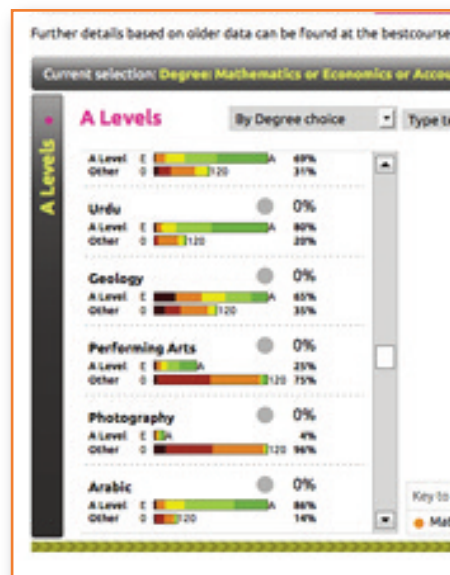 Further details based on older data can be found at the bestcourse
Current selection: Degree: Mathematics or Economics or Accou
A Levels
A Levels
By Degree choice
Type t
A Level E A 69%
Other 0 120 31%
Urdu 0%
A Level E A 80%
Other 0 120 20%
Geology 0%
A Level E A 65%
Other 0 120 35%
Performing Arts 0%
A Level E A 25%
Other 0 120 75%
Photography 0%
A Level E A 4%
Other 0 120 96%
Arabic 0%
A Level E A 86%
Other 0 120 14%
Key to
Mat